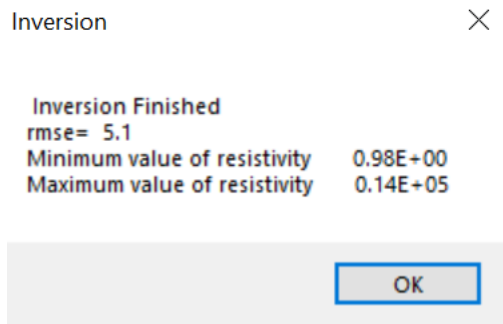 Inversion
Inversion Finished
rmse= 5.1
Minimum value of resistivity 0.98E+00
Maximum value of resistivity 0.14E+05
OK